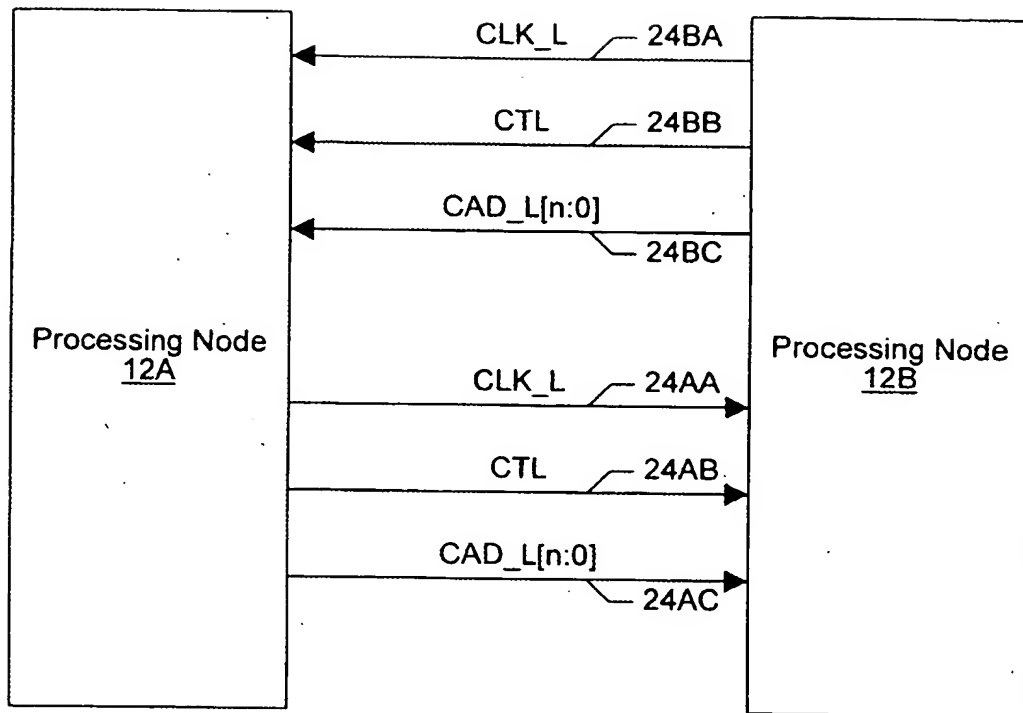 CLK_L 24BA
CTL 24BB
CAD_L[n:0]
24BC
Processing Node
12A
Processing Node
12B
CLK_L 24AA
CTL 24AB
CAD_L[n:0]
24AC